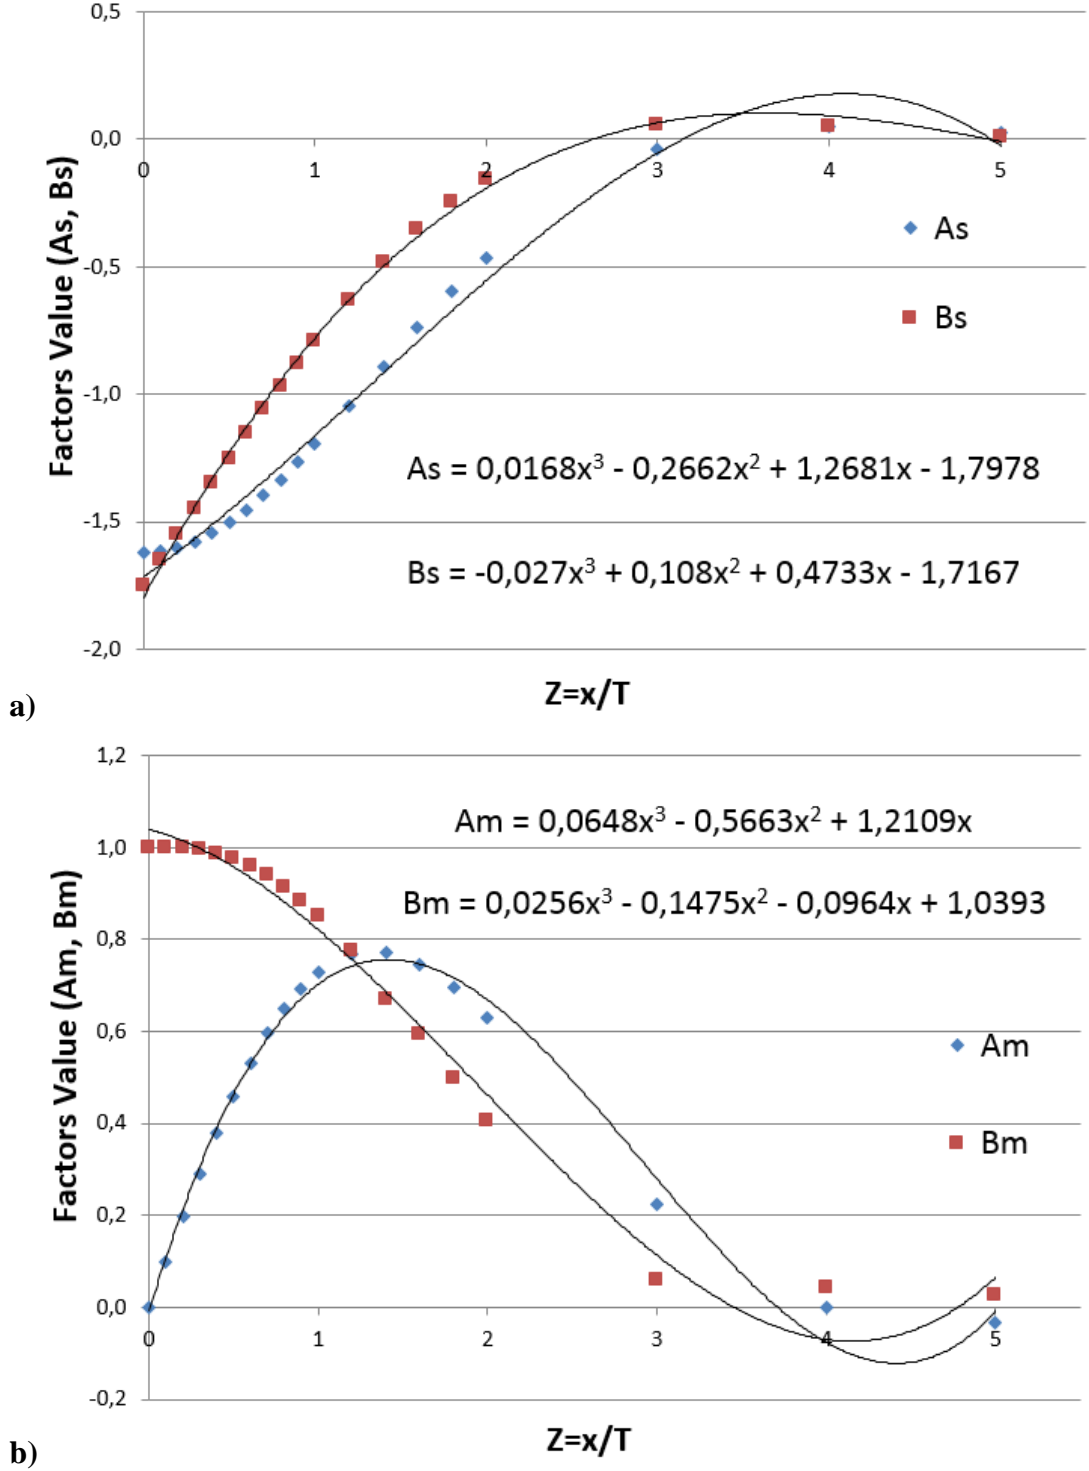 0,5
0,0
-0,5
-1,0
-1,5
-2,0
0 1 2 3 4 5
Factors Value (As, Bs)
As
Bs
As = 0,0168x³ - 0,2662x² + 1,2681x - 1,7978
Bs = -0,027x³ + 0,108x² + 0,4733x - 1,7167
Z=x/T
a)
1,2
1,0
0,8
0,6
0,4
0,2
0,0
-0,2
0 1 2 3 4 5
Factors Value (Am, Bm)
Am = 0,0648x³ - 0,5663x² + 1,2109x
Bm = 0,0256x³ - 0,1475x² - 0,0964x + 1,0393
Am
Bm
Z=x/T
b)